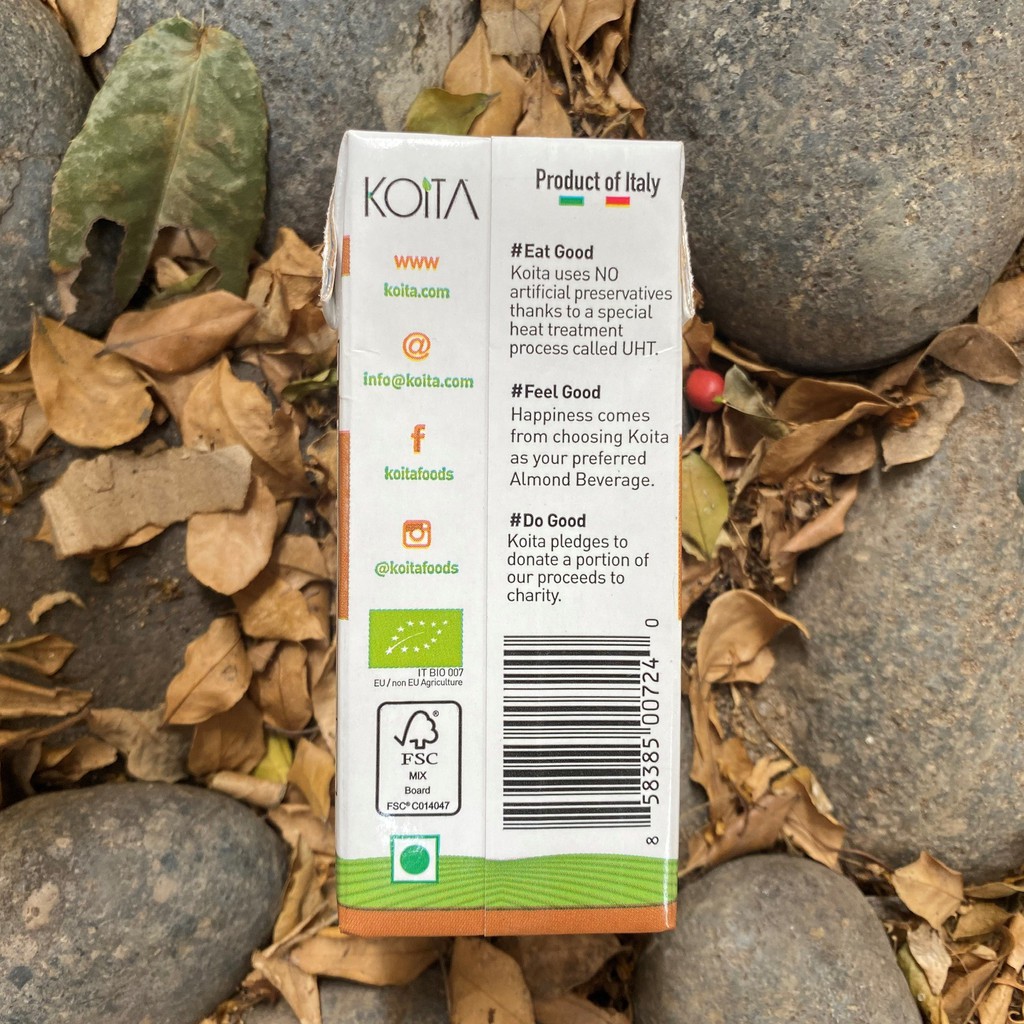 KOiTA
www
koita.com
@
info@koita.com
f
koitafoods
@koitafoods
IT BIO 007
EU / non EU Agriculture
®
FSC
MIX
Board
FSC® C014047
Product of Italy
#Eat Good
Koita uses NO
artificial preservatives
thanks to a special
heat treatment
process called UHT.
#Feel Good
Happiness comes
from choosing Koita
as your preferred
Almond Beverage.
#Do Good
Koita pledges to
donate a portion of
our proceeds to
charity.
8 58385 00724 0